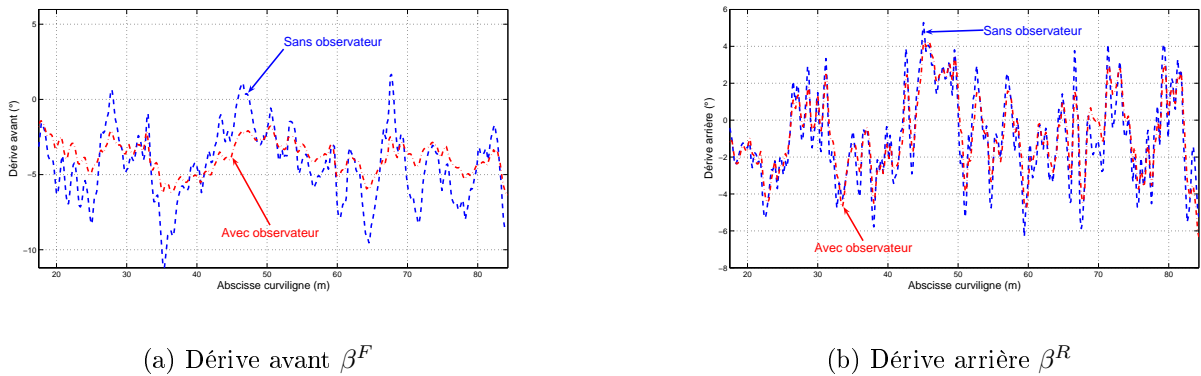 5
0
−5
−10
20 30 40 50 60 70 80
Dérive avant (°)
Abscisse curviligne (m)
Sans observateur
Avec observateur
(a) Dérive avant β^F
6
4
2
0
−2
−4
−6
−8
20 30 40 50 60 70 80
Dérive arrière (°)
Abscisse curviligne (m)
Sans observateur
Avec observateur
(b) Dérive arrière β^R